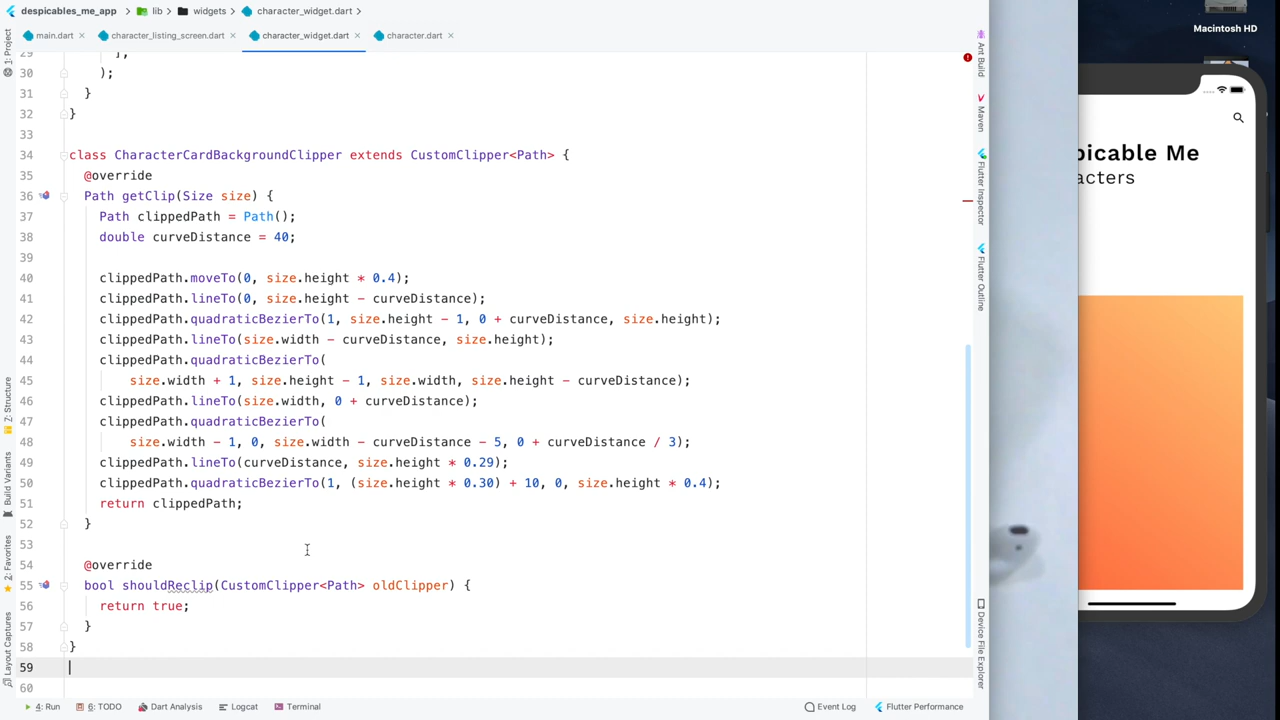 despicables_me_app lib widgets character_widget.dart
main.dart character_listing_screen.dart character_widget.dart character.dart
29 ],
30 );
31 }
32 }
33
34 class CharacterCardBackgroundClipper extends CustomClipper<Path> {
35 @override
36 Path getClip(Size size) {
37 Path clippedPath = Path();
38 double curveDistance = 40;
39
40 clippedPath.moveTo(0, size.height * 0.4);
41 clippedPath.lineTo(0, size.height - curveDistance);
42 clippedPath.quadraticBezierTo(1, size.height - 1, 0 + curveDistance, size.height);
43 clippedPath.lineTo(size.width - curveDistance, size.height);
44 clippedPath.quadraticBezierTo(
45 size.width + 1, size.height - 1, size.width, size.height - curveDistance);
46 clippedPath.lineTo(size.width, 0 + curveDistance);
47 clippedPath.quadraticBezierTo(
48 size.width - 1, 0, size.width - curveDistance - 5, 0 + curveDistance / 3);
49 clippedPath.lineTo(curveDistance, size.height * 0.29);
50 clippedPath.quadraticBezierTo(1, (size.height * 0.30) + 10, 0, size.height * 0.4);
51 return clippedPath;
52 }
53
54 @override
55 bool shouldReclip(CustomClipper<Path> oldClipper) {
56 return true;
57 }
58 }
59
60
1: Project
7: Structure
Build Variants
2: Favorites
Layout Captures
Ant Build
Maven
Flutter Inspector
Flutter Outline
Device File Explorer
4: Run 6: TODO Dart Analysis Logcat Terminal Event Log Flutter Performance
Macintosh HD
picable Me
acters